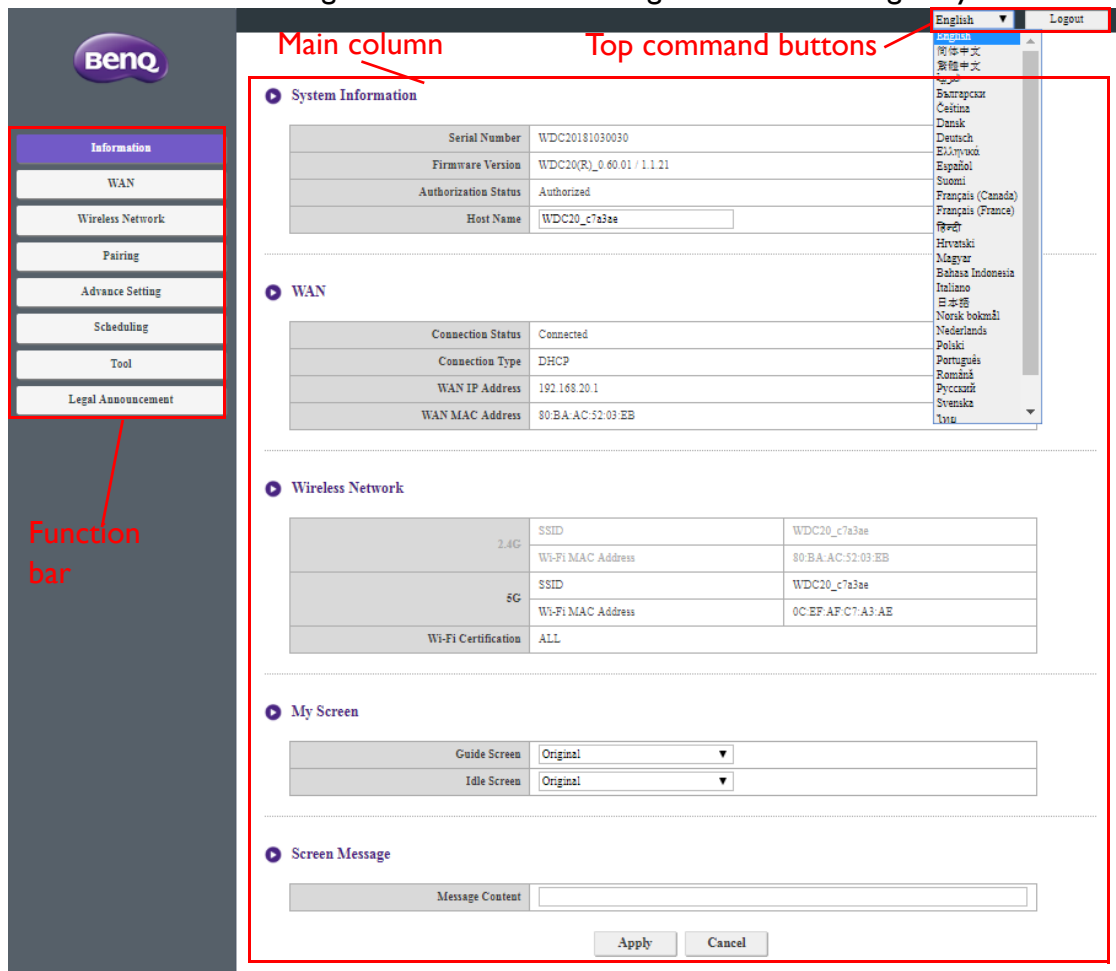 English ▼ Logout
Main column
Top command buttons
BenQ
English
简体中文
繁體中文
Български
Čeština
Dansk
Deutsch
Ελληνικά
Español
Suomi
Français (Canada)
Français (France)
हिन्दी
Hrvatski
Magyar
Bahasa Indonesia
Italiano
日本語
Norsk bokmål
Nederlands
Polski
Português
Română
Русский
Svenska
ไทย
Information
WAN
Wireless Network
Pairing
Advance Setting
Scheduling
Tool
Legal Announcement
Function
bar
System Information
Serial Number WDC20181030030
Firmware Version WDC20(R)_0.60.01 / 1.1.21
Authorization Status Authorized
Host Name WDC20_c7a3ae
WAN
Connection Status Connected
Connection Type DHCP
WAN IP Address 192.168.20.1
WAN MAC Address 80:BA:AC:52:03:EB
Wireless Network
2.4G SSID WDC20_c7a3ae
Wi-Fi MAC Address 80:BA:AC:52:03:EB
5G SSID WDC20_c7a3ae
Wi-Fi MAC Address 0C:EF:AF:C7:A3:AE
Wi-Fi Certification ALL
My Screen
Guide Screen Original ▼
Idle Screen Original ▼
Screen Message
Message Content
Apply Cancel